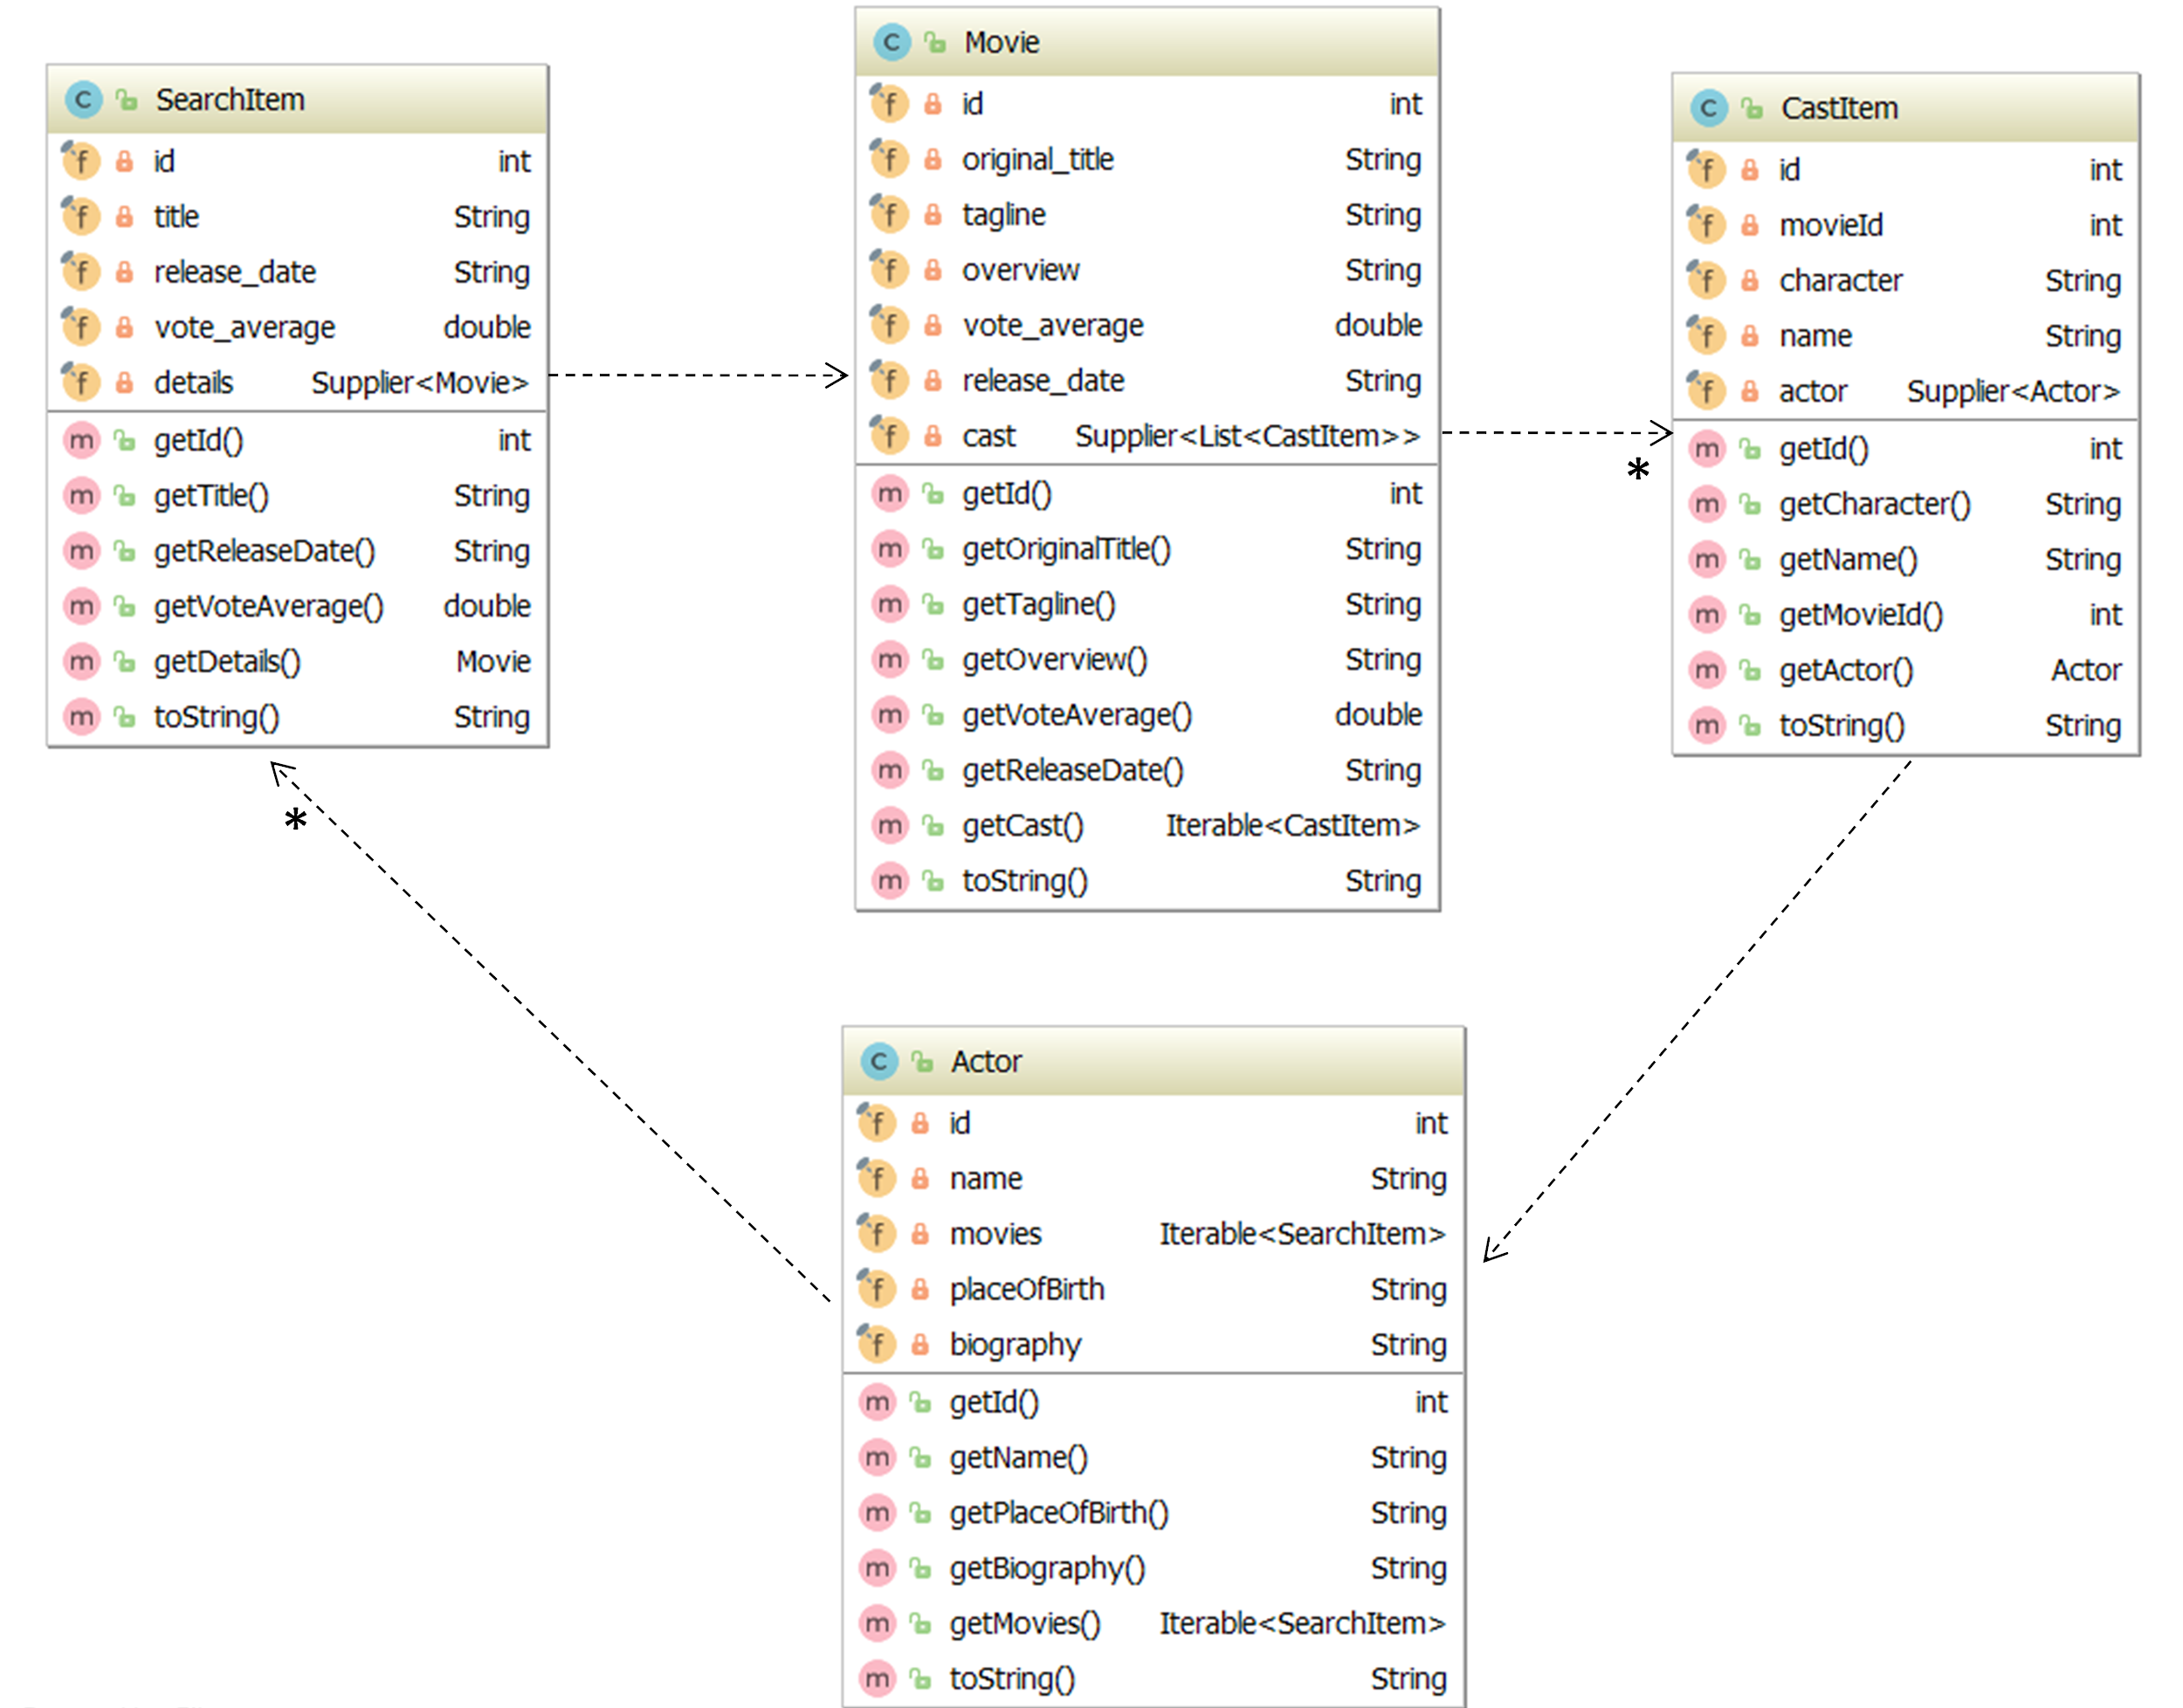 SearchItem
id int
title String
release_date String
vote_average double
details Supplier<Movie>
getId() int
getTitle() String
getReleaseDate() String
getVoteAverage() double
getDetails() Movie
toString() String
Movie
id int
original_title String
tagline String
overview String
vote_average double
release_date String
cast Supplier<List<CastItem>>
getId() int
getOriginalTitle() String
getTagline() String
getOverview() String
getVoteAverage() double
getReleaseDate() String
getCast() Iterable<CastItem>
toString() String
*
CastItem
id int
movieId int
character String
name String
actor Supplier<Actor>
getId() int
getCharacter() String
getName() String
getMovieId() int
getActor() Actor
toString() String
*
Actor
id int
name String
movies Iterable<SearchItem>
placeOfBirth String
biography String
getId() int
getName() String
getPlaceOfBirth() String
getBiography() String
getMovies() Iterable<SearchItem>
toString() String